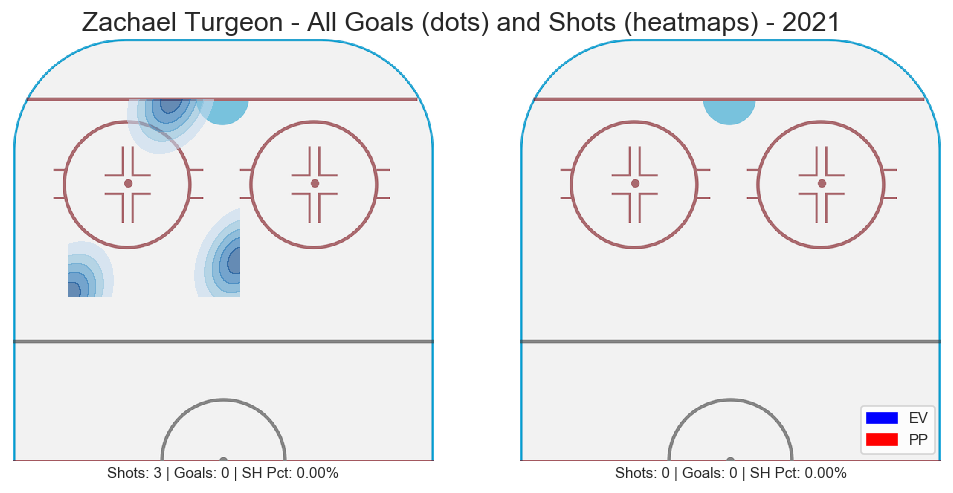 Zachael Turgeon - All Goals (dots) and Shots (heatmaps) - 2021
EV
PP
Shots: 3 | Goals: 0 | SH Pct: 0.00%
Shots: 0 | Goals: 0 | SH Pct: 0.00%